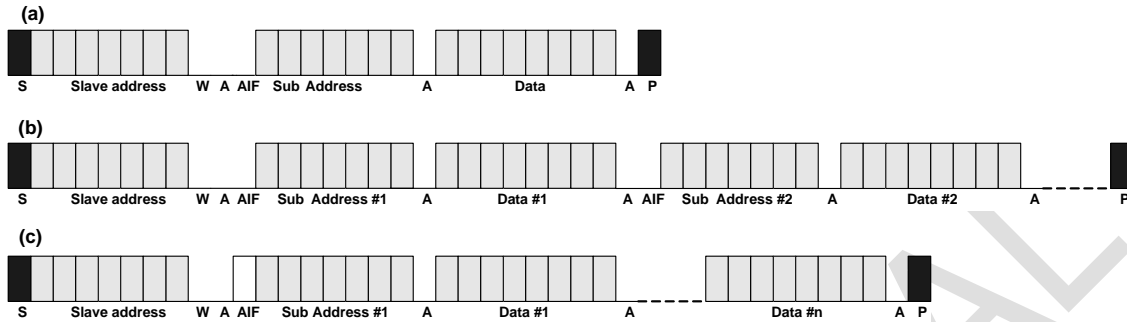 (a)
S Slave address W A AIF Sub Address A Data A P
(b)
S Slave address W A AIF Sub Address #1 A Data #1 A AIF Sub Address #2 A Data #2 A P
(c)
S Slave address W A AIF Sub Address #1 A Data #1 A Data #n A P